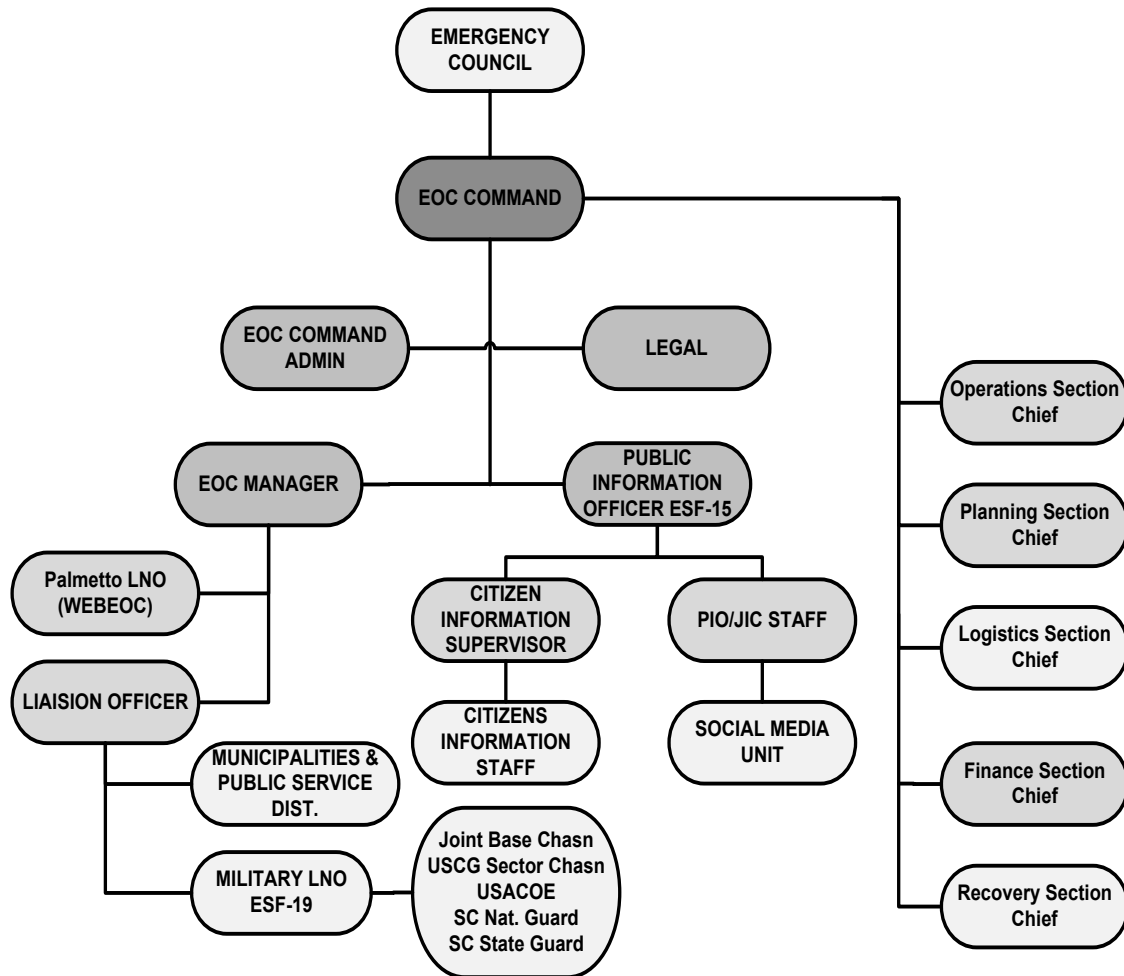 EMERGENCY
COUNCIL
EOC COMMAND
EOC COMMAND
ADMIN
LEGAL
Operations Section
Chief
EOC MANAGER
PUBLIC
INFORMATION
OFFICER ESF-15
Planning Section
Chief
Palmetto LNO
(WEBEOC)
CITIZEN
INFORMATION
SUPERVISOR
PIO/JIC STAFF
Logistics Section
Chief
LIAISION OFFICER
CITIZENS
INFORMATION
STAFF
SOCIAL MEDIA
UNIT
MUNICIPALITIES &
PUBLIC SERVICE
DIST.
Finance Section
Chief
MILITARY LNO
ESF-19
Joint Base Chasn
USCG Sector Chasn
USACOE
SC Nat. Guard
SC State Guard
Recovery Section
Chief